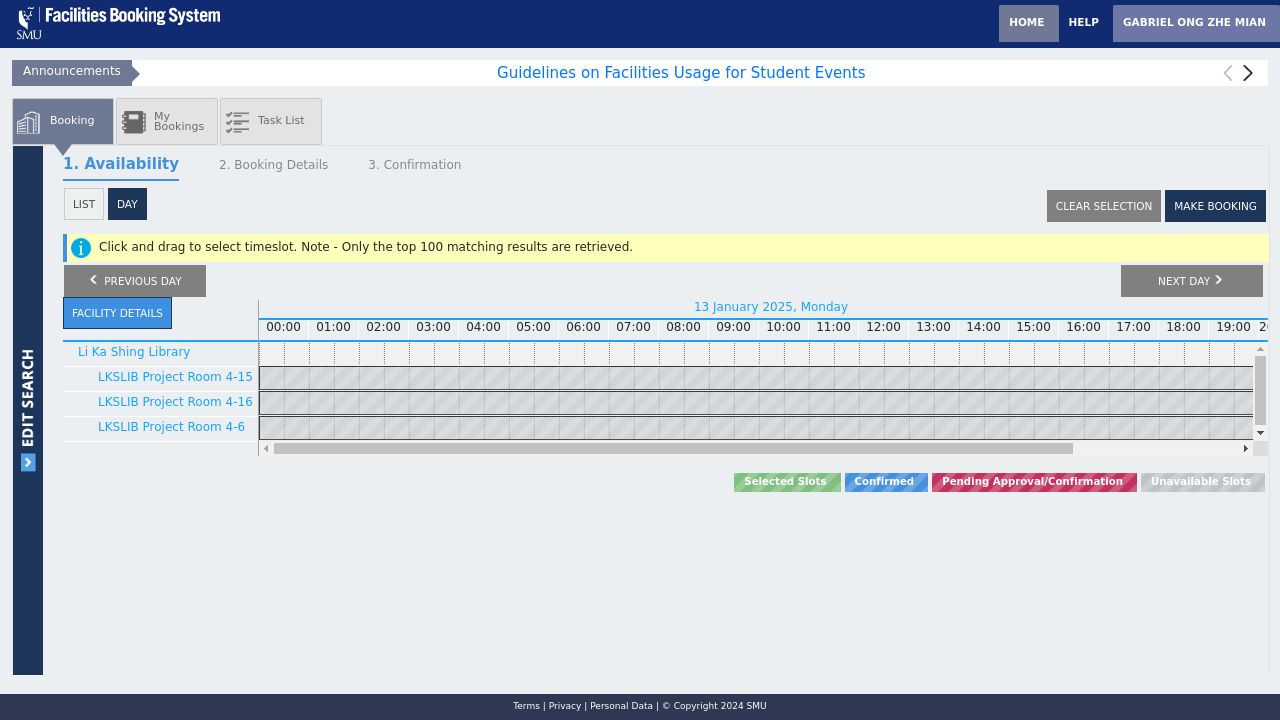 SMU
Facilities Booking System
HOME
HELP
GABRIEL ONG ZHE MIAN
Announcements
Guidelines on Facilities Usage for Student Events
Booking
My
Bookings
Task List
1. Availability
2. Booking Details
3. Confirmation
LIST
DAY
CLEAR SELECTION
MAKE BOOKING
Click and drag to select timeslot. Note - Only the top 100 matching results are retrieved.
PREVIOUS DAY
NEXT DAY
FACILITY DETAILS
13 January 2025, Monday
00:00 01:00 02:00 03:00 04:00 05:00 06:00 07:00 08:00 09:00 10:00 11:00 12:00 13:00 14:00 15:00 16:00 17:00 18:00 19:00
Li Ka Shing Library
LKSLIB Project Room 4-15
LKSLIB Project Room 4-16
LKSLIB Project Room 4-6
EDIT SEARCH
Selected Slots
Confirmed
Pending Approval/Confirmation
Unavailable Slots
Terms | Privacy | Personal Data | © Copyright 2024 SMU